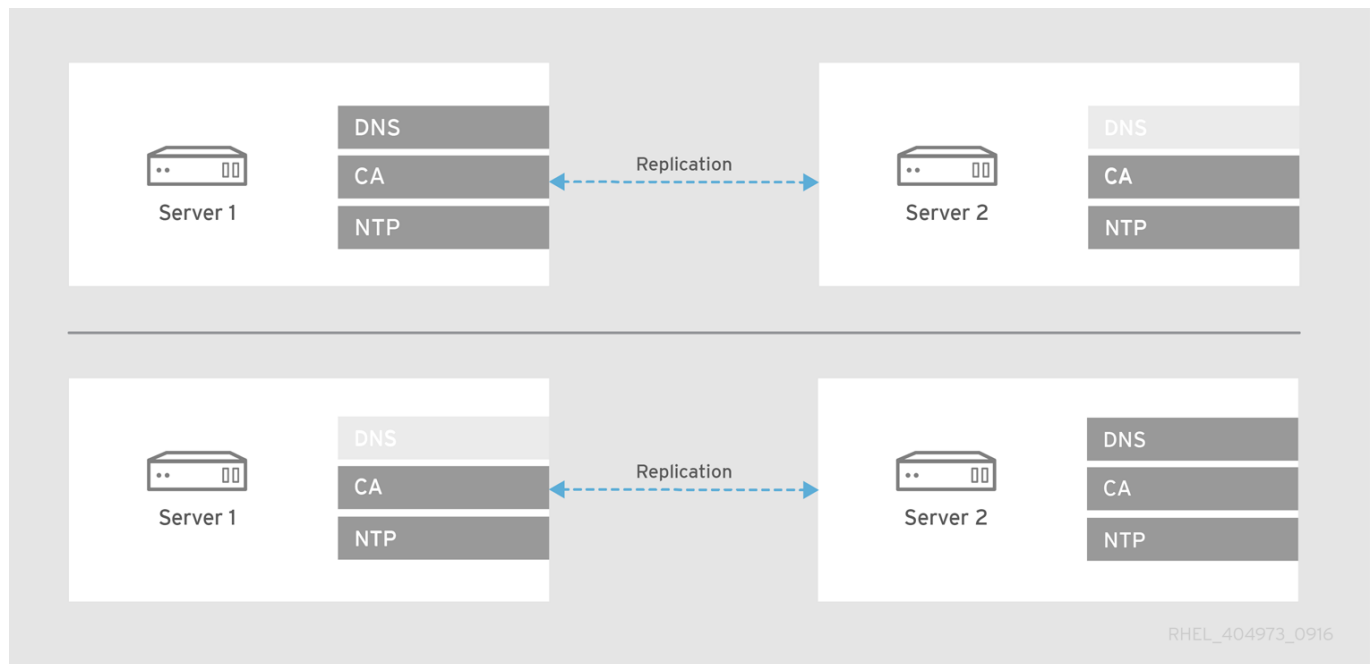 DNS
CA
NTP
Server 1
Replication
DNS
CA
NTP
Server 2
DNS
CA
NTP
Server 1
Replication
DNS
CA
NTP
Server 2
RHEL_404973_0916